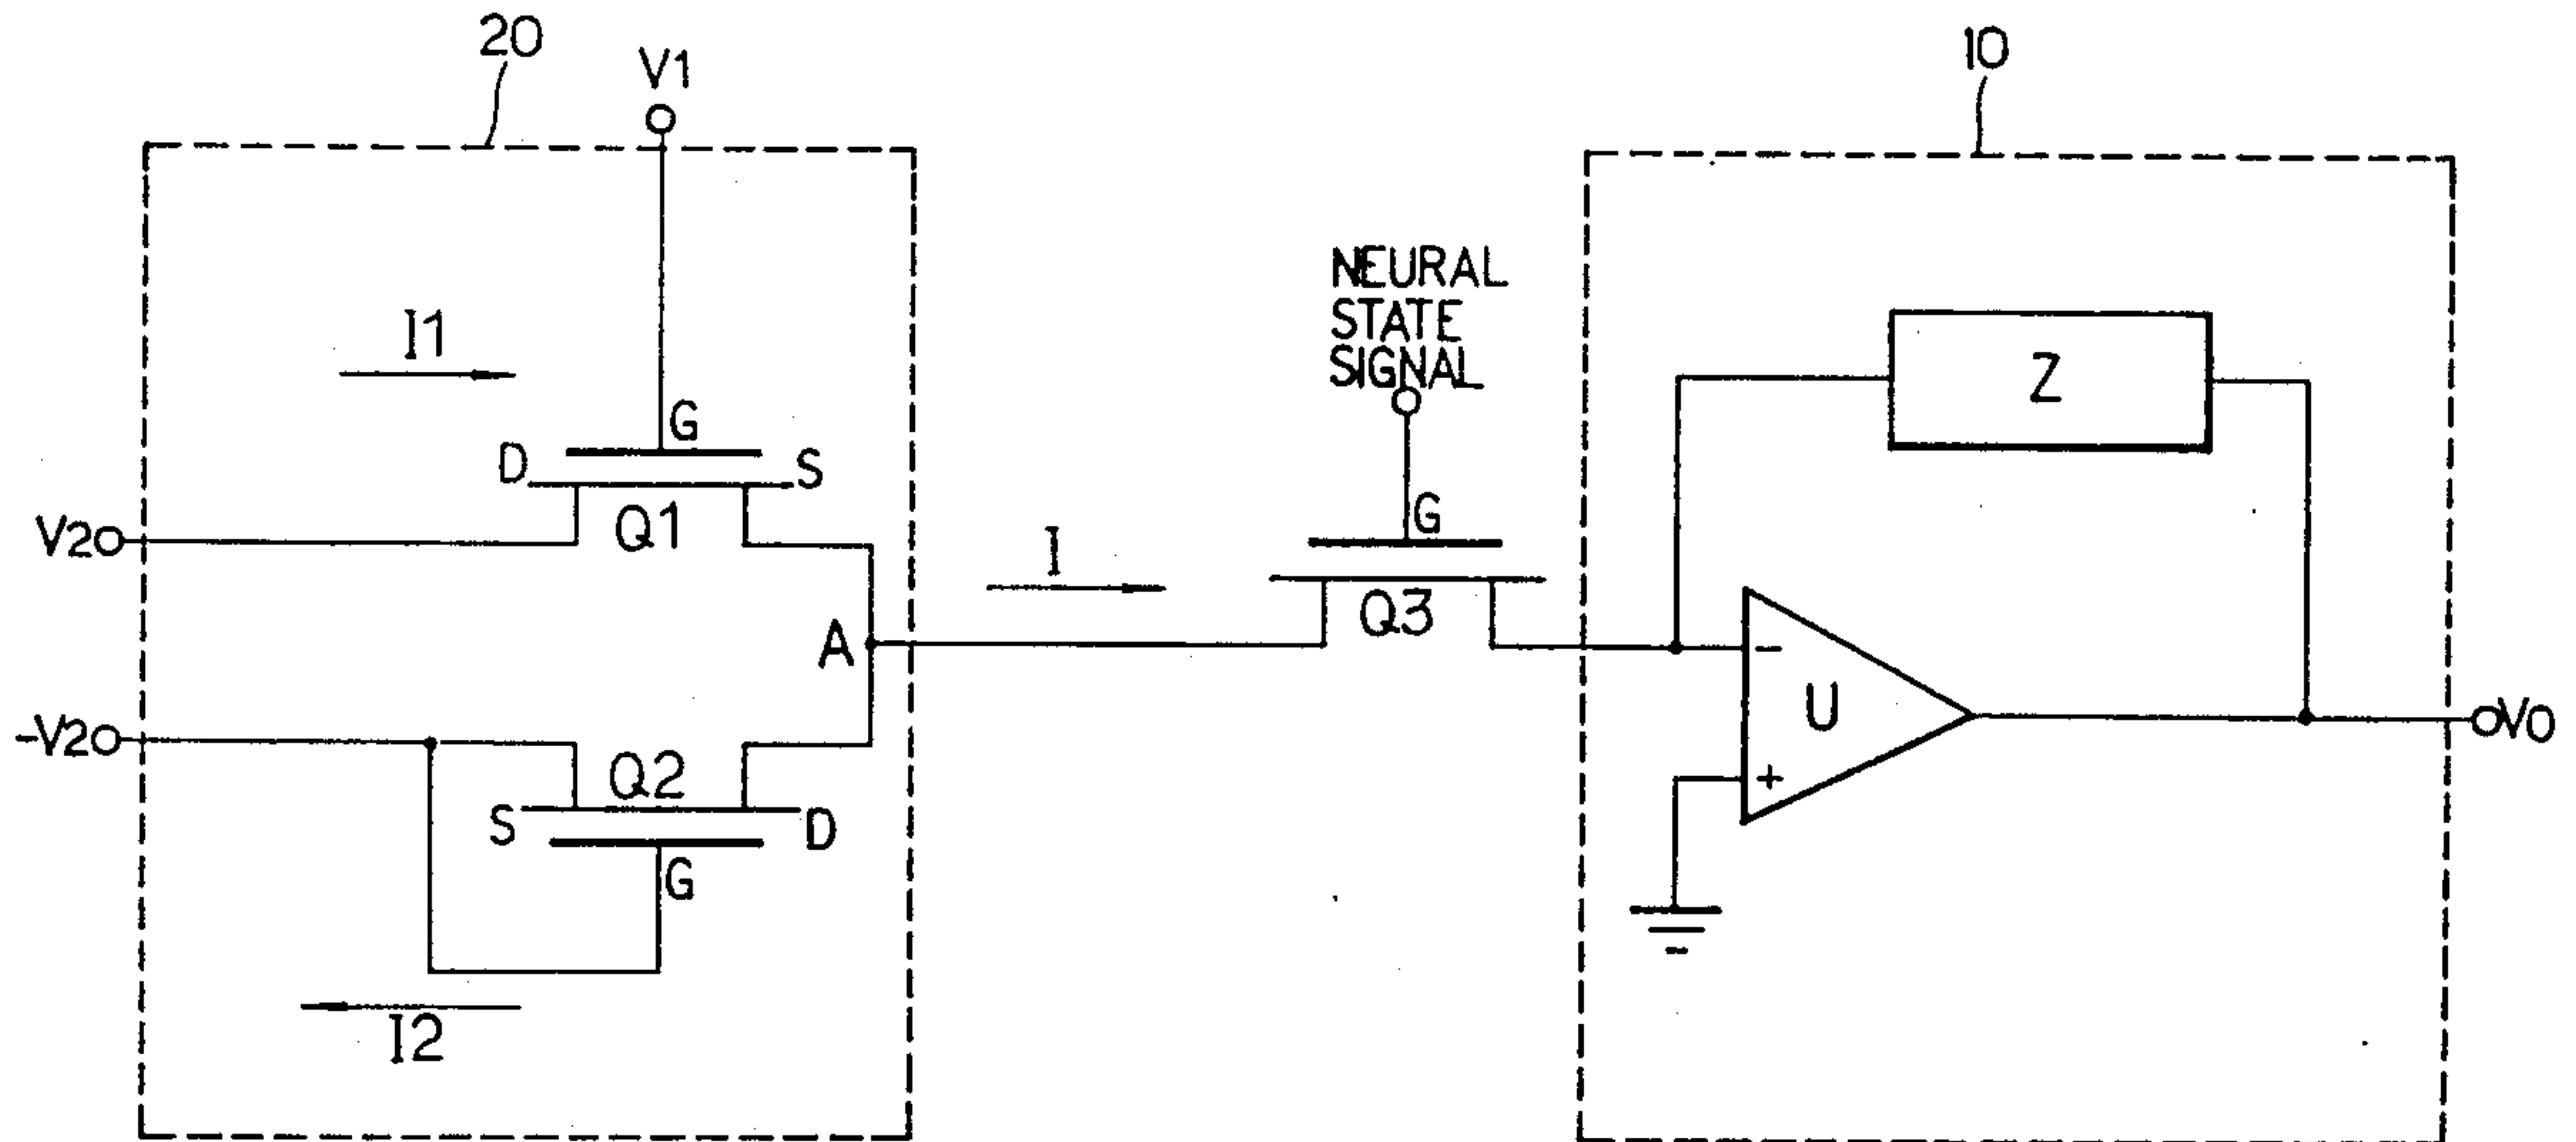 20
V1
10
NEURAL
STATE
SIGNAL
I1
Z
G
D
S
Q1
V2
G
I
Q3
A
-
U
+
V0
-V2
Q2
S
D
G
I2